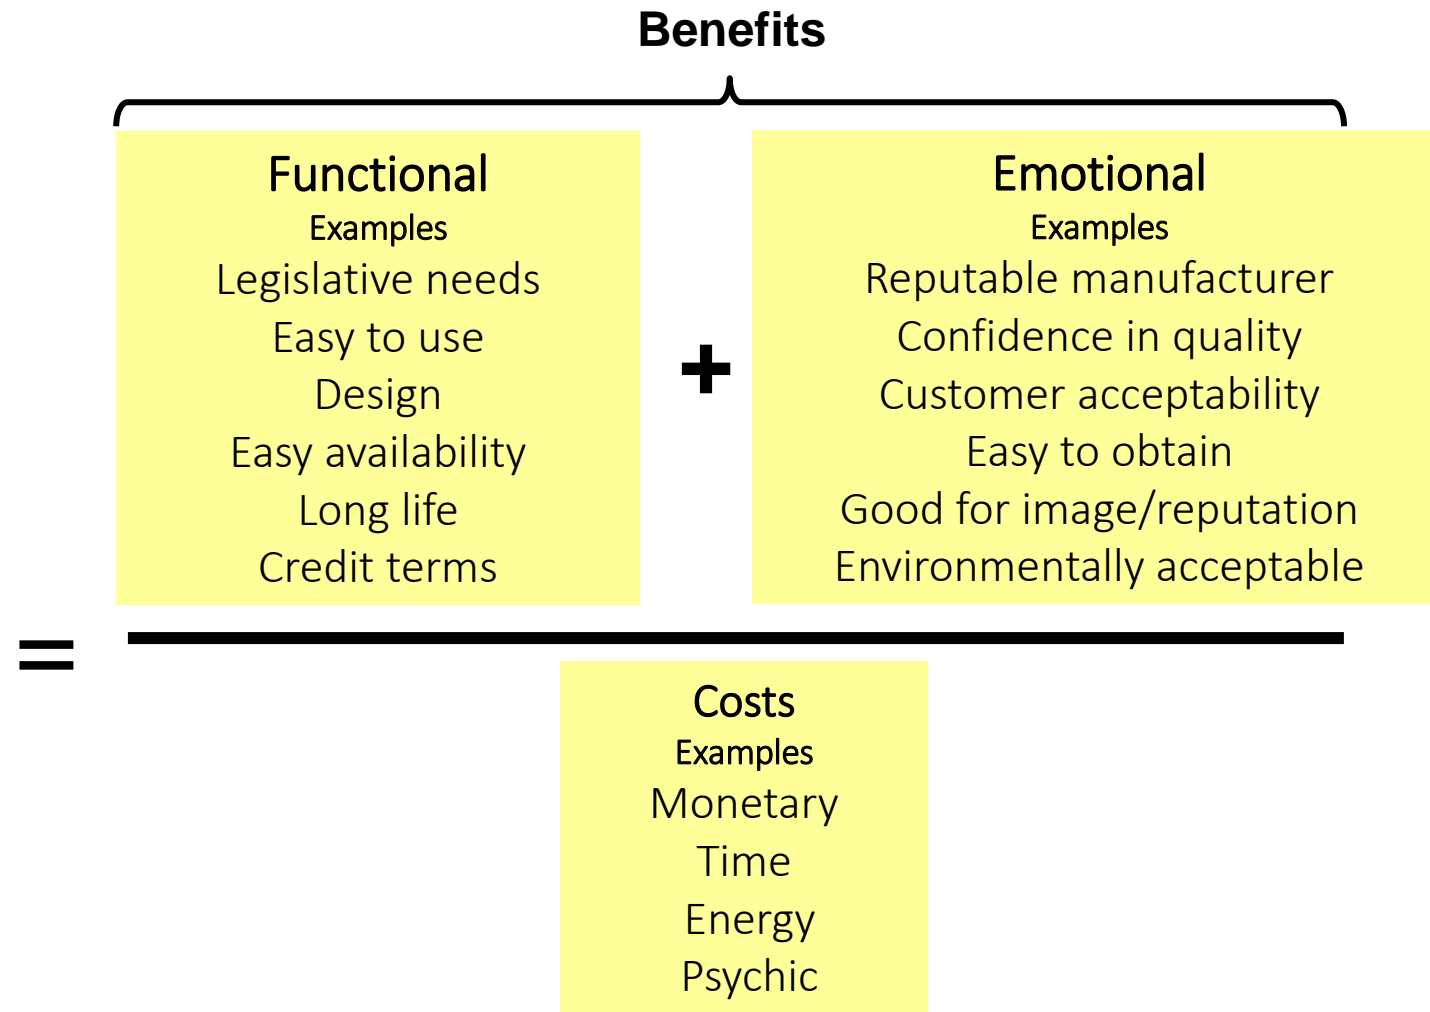 Benefits
Functional
Examples
Legislative needs
Easy to use
Design
Easy availability
Long life
Credit terms
+
Emotional
Examples
Reputable manufacturer
Confidence in quality
Customer acceptability
Easy to obtain
Good for image/reputation
Environmentally acceptable
=
Costs
Examples
Monetary
Time
Energy
Psychic